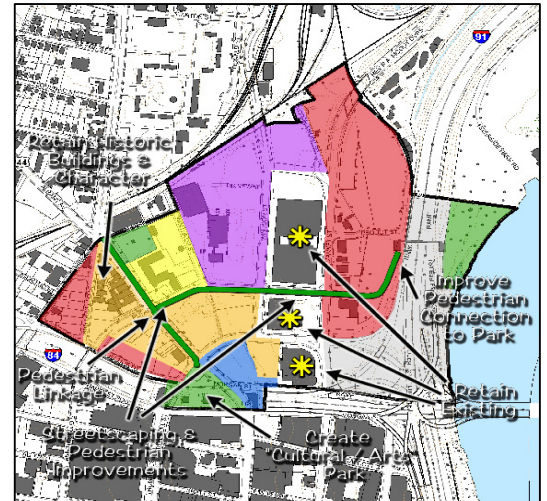 91
Retain Historic
Buildings &
Character
Improve
Pedestrian
Connection
to Park
84
Pedestrian
Linkage
Retain
Existing
Streetscaping &
Pedestrian
Improvements
Create
"Cultural / Arts"
Park